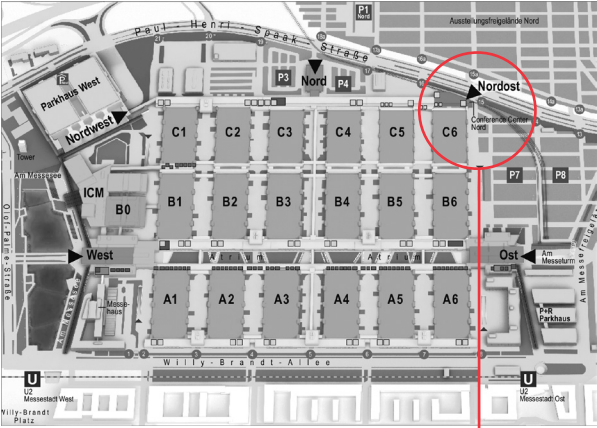 P1
Nord
Ausstellungsfreigelände Nord
Paul-Henri-Spaak-Straße
P3
Nord
P4
Nordost
Parkhaus West
Nordwest
Conference Center
Nord
C1
C2
C3
C4
C5
C6
Tower
Am Messesee
ICM
B0
B1
B2
B3
B4
B5
B6
P7
P8
Olof-Palme-Straße
West
Atrium
Atrium
Ost
Am
Messeturm
Messe-
haus
A1
A2
A3
A4
A5
A6
P+R
Parkhaus
Willy-Brandt-Allee
U
U2
Messestadt West
U
U2
Messestadt Ost
Willy-Brandt
Platz